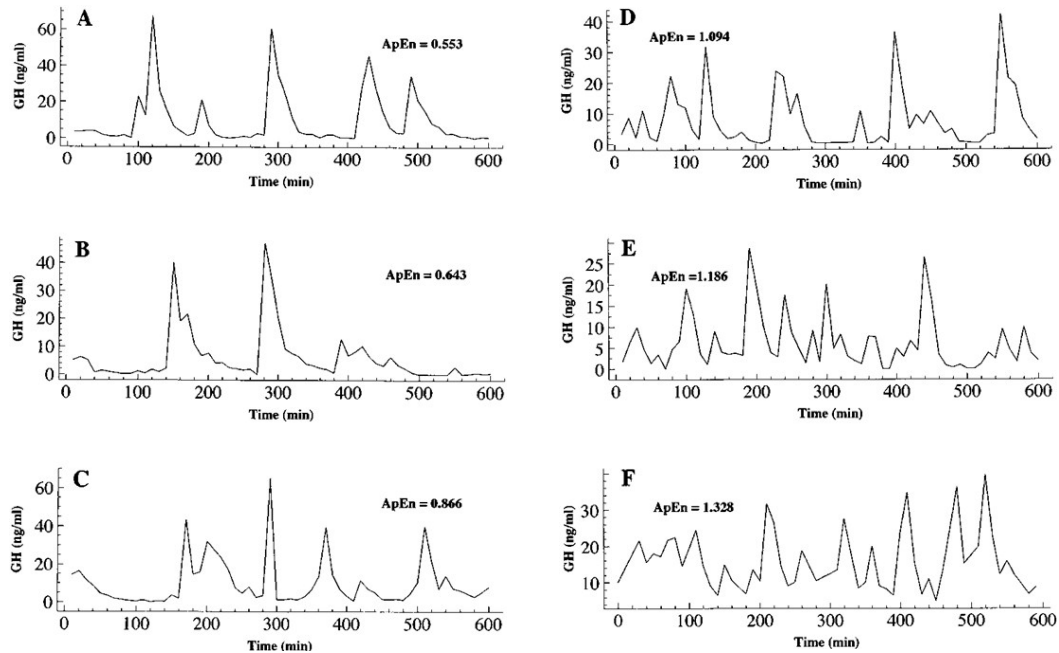 A
ApEn = 0.553
GH (ng/ml)
60
40
20
0
0 100 200 300 400 500 600
Time (min)
B
ApEn = 0.643
GH (ng/ml)
40
30
20
10
0
0 100 200 300 400 500 600
Time (min)
C
ApEn = 0.866
GH (ng/ml)
60
40
20
0
0 100 200 300 400 500 600
Time (min)
D
ApEn = 1.094
GH (ng/ml)
40
30
20
10
0
0 100 200 300 400 500 600
Time (min)
E
ApEn =1.186
GH (ng/ml)
25
20
15
10
5
0
0 100 200 300 400 500 600
Time (min)
F
ApEn = 1.328
GH (ng/ml)
30
20
10
0 100 200 300 400 500 600
Time (min)